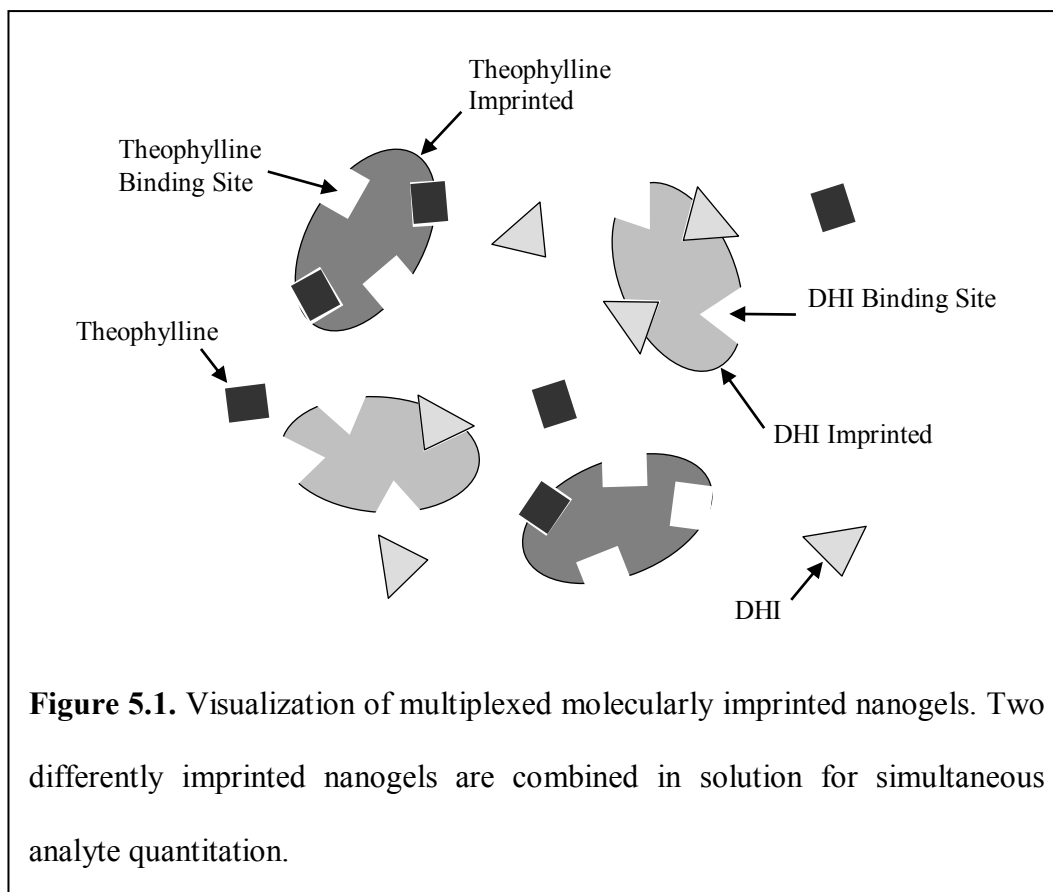 Theophylline
Imprinted
Theophylline
Binding Site
DHI Binding Site
Theophylline
DHI Imprinted
DHI
Figure 5.1. Visualization of multiplexed molecularly imprinted nanogels. Two
differently imprinted nanogels are combined in solution for simultaneous
analyte quantitation.